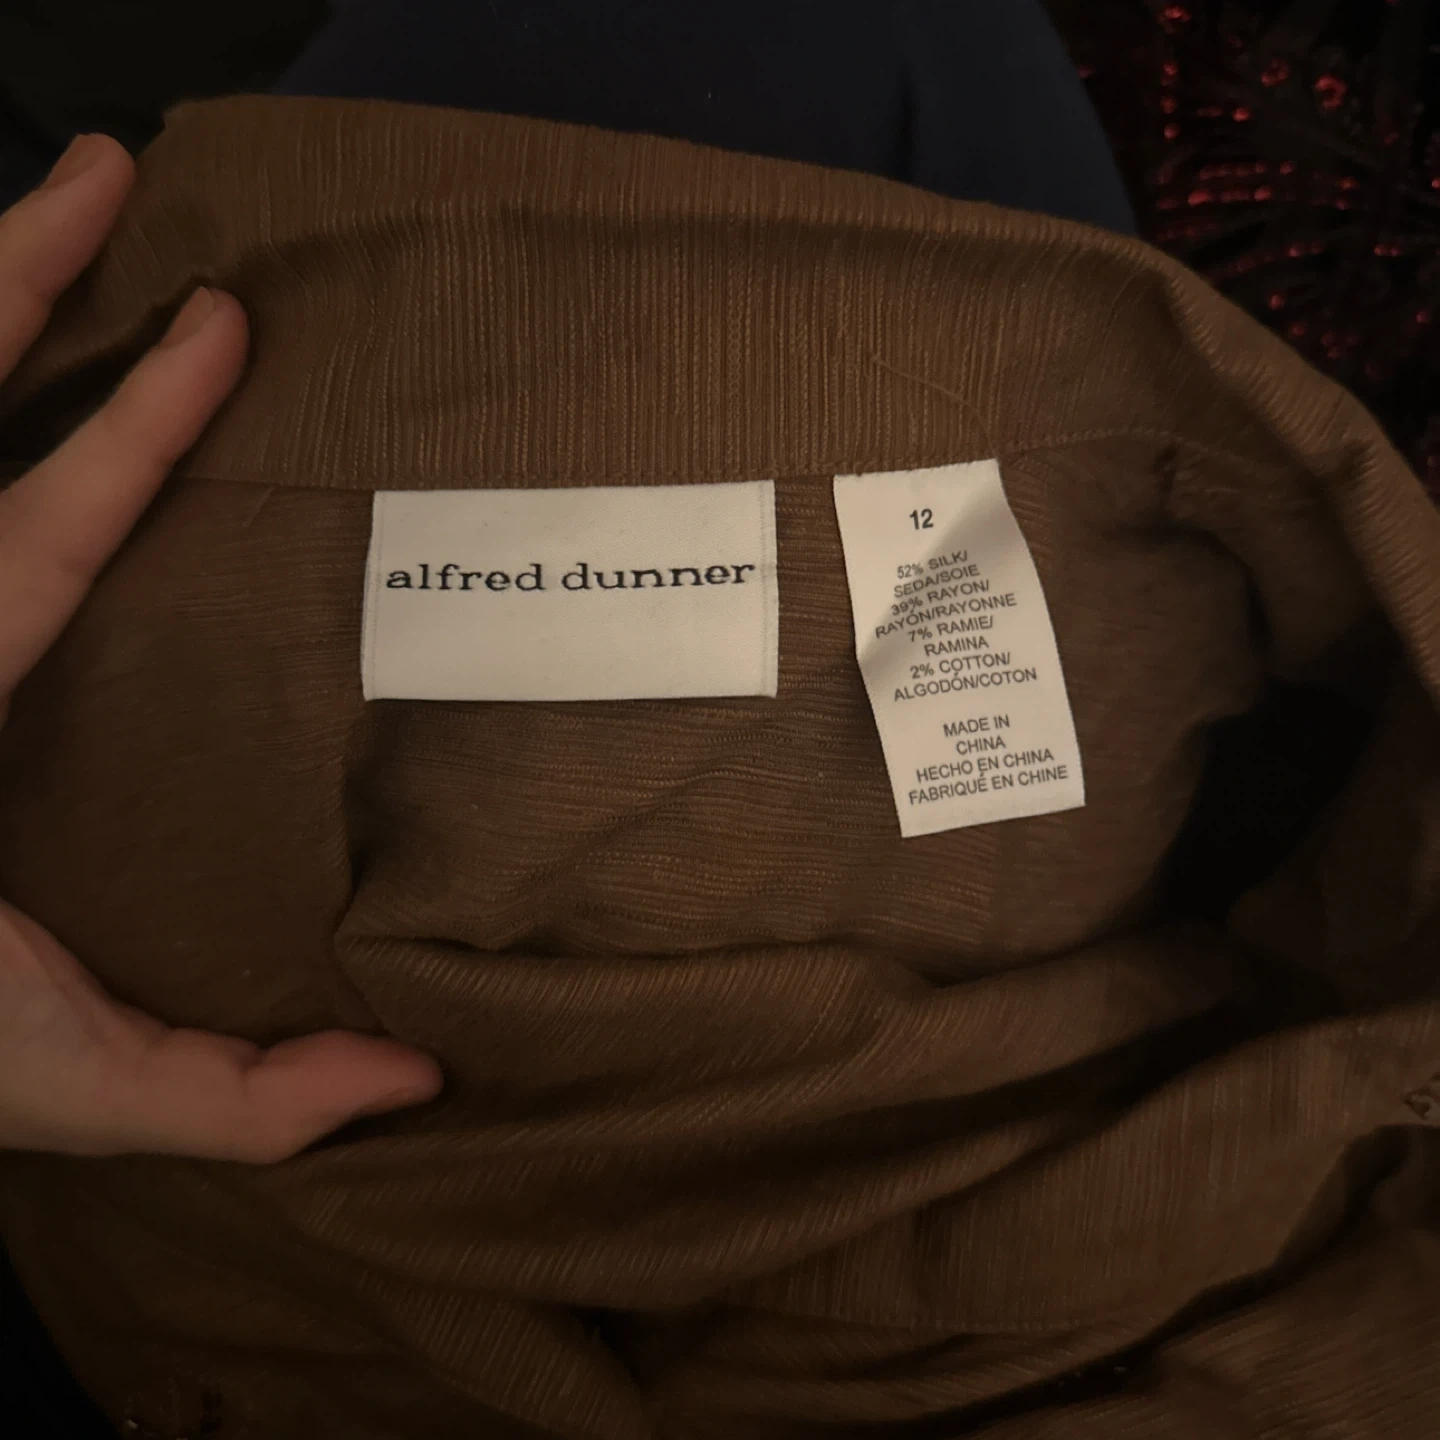 alfred dunner
12
52% SILK/
SEDA/SOIE
39% RAYON/
RAYÓN/RAYONNE
7% RAMIE/
RAMINA
2% COTTON/
ALGODÓN/COTON
MADE IN
CHINA
HECHO EN CHINA
FABRIQUÉ EN CHINE